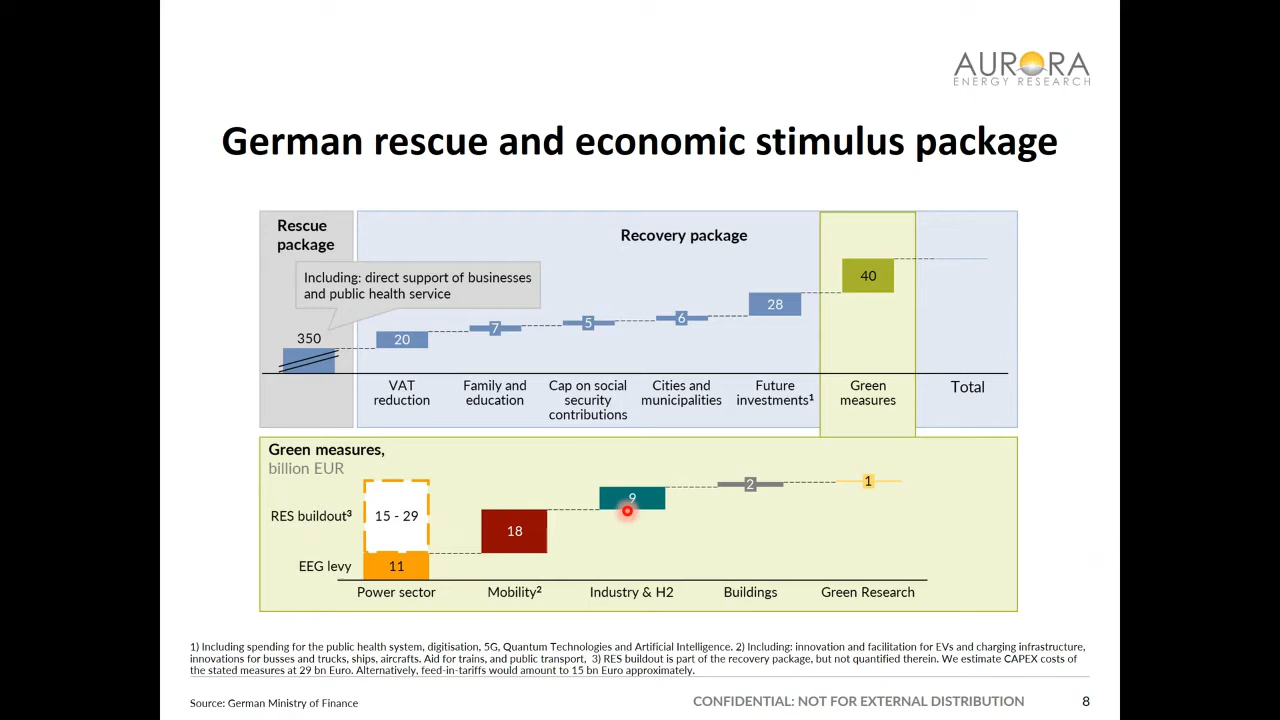 AURORA
ENERGY RESEARCH
German rescue and economic stimulus package
Rescue
package
Recovery package
Including: direct support of businesses
and public health service
350
20
7
5
6
28
40
VAT
reduction
Family and
education
Cap on social
security
contributions
Cities and
municipalities
Future
investments¹
Green
measures
Total
Green measures,
billion EUR
RES buildout³
15 - 29
EEG levy
11
18
9
2
1
Power sector
Mobility²
Industry & H2
Buildings
Green Research
1) Including spending for the public health system, digitisation, 5G, Quantum Technologies and Artificial Intelligence. 2) Including: innovation and facilitation for EVs and charging infrastructure,
innovations for busses and trucks, ships, aircrafts. Aid for trains, and public transport, 3) RES buildout is part of the recovery package, but not quantified therein. We estimate CAPEX costs of
the stated measures at 29 bn Euro. Alternatively, feed-in-tariffs would amount to 15 bn Euro approximately.
Source: German Ministry of Finance
CONFIDENTIAL: NOT FOR EXTERNAL DISTRIBUTION
8